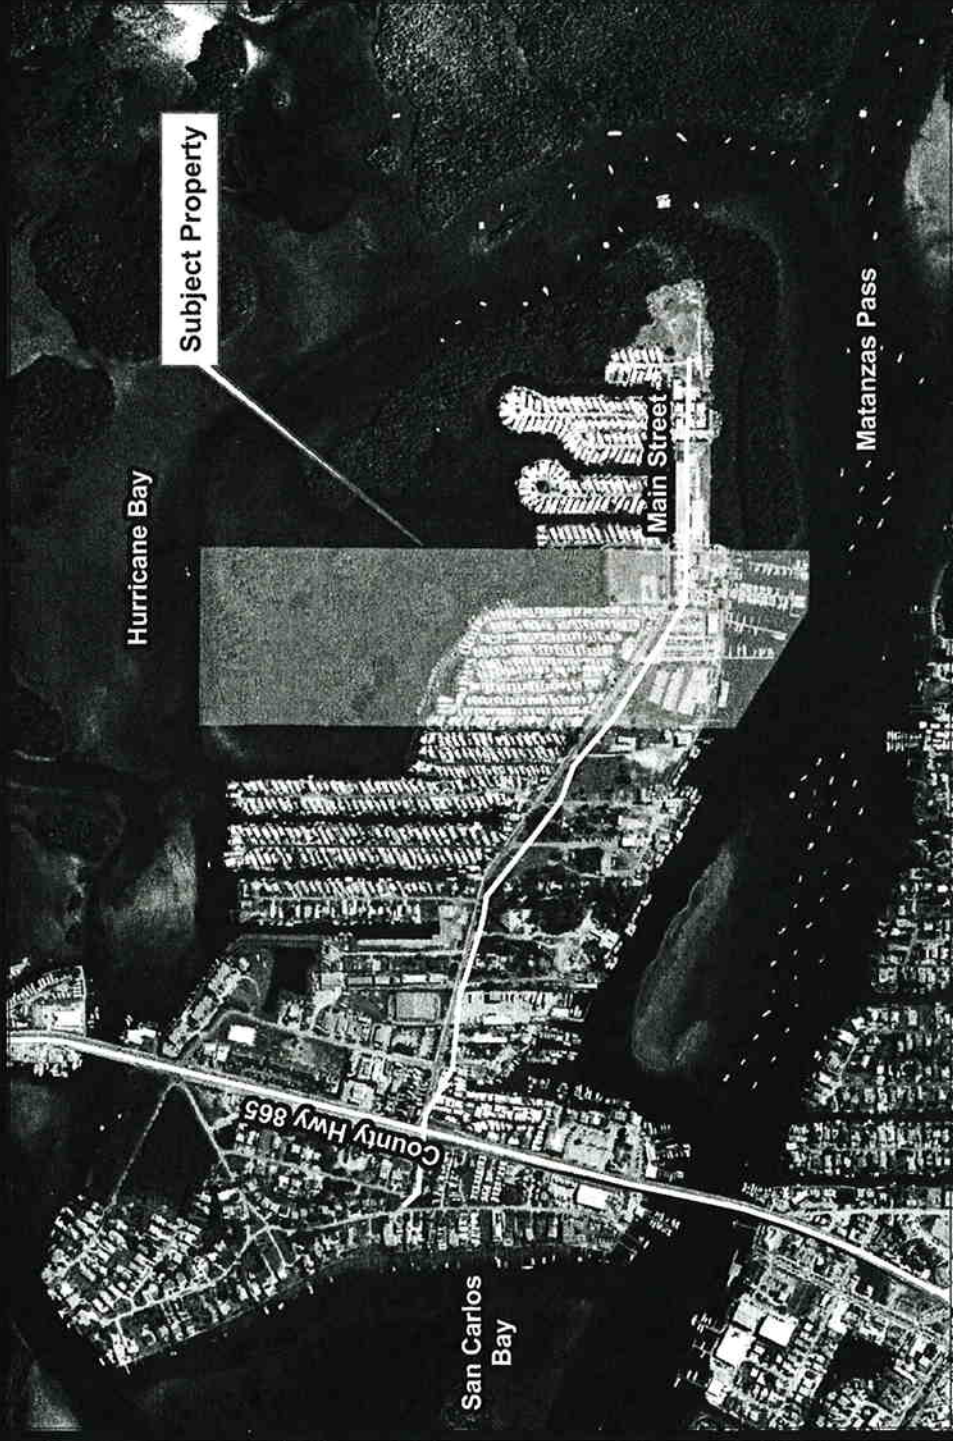 Subject Property
Hurricane Bay
Main Street
Matanzas Pass
County Hwy 865
San Carlos
Bay